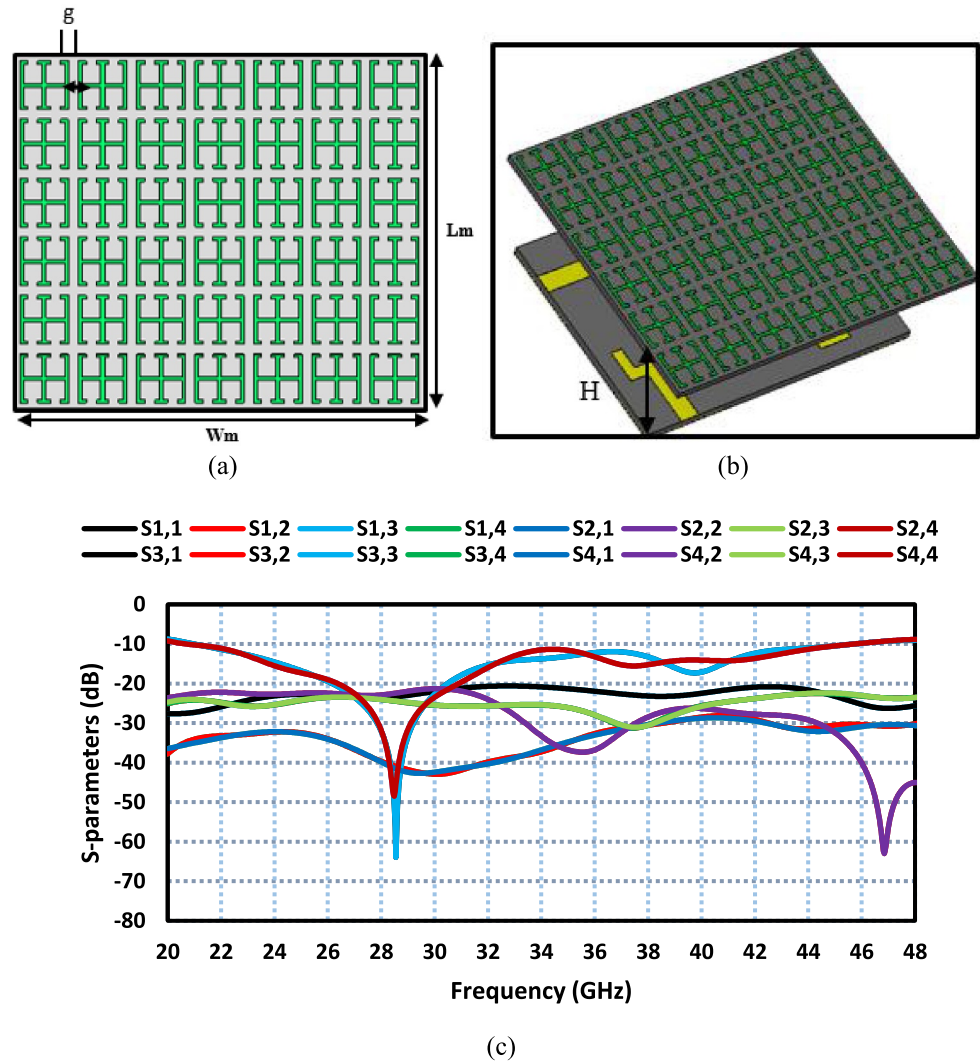 g
Lm
Wm
(a)
H
(b)
S1,1 S1,2 S1,3 S1,4 S2,1 S2,2 S2,3 S2,4
S3,1 S3,2 S3,3 S3,4 S4,1 S4,2 S4,3 S4,4
0
-10
-20
-30
-40
-50
-60
-70
-80
S-parameters (dB)
20 22 24 26 28 30 32 34 36 38 40 42 44 46 48
Frequency (GHz)
(c)